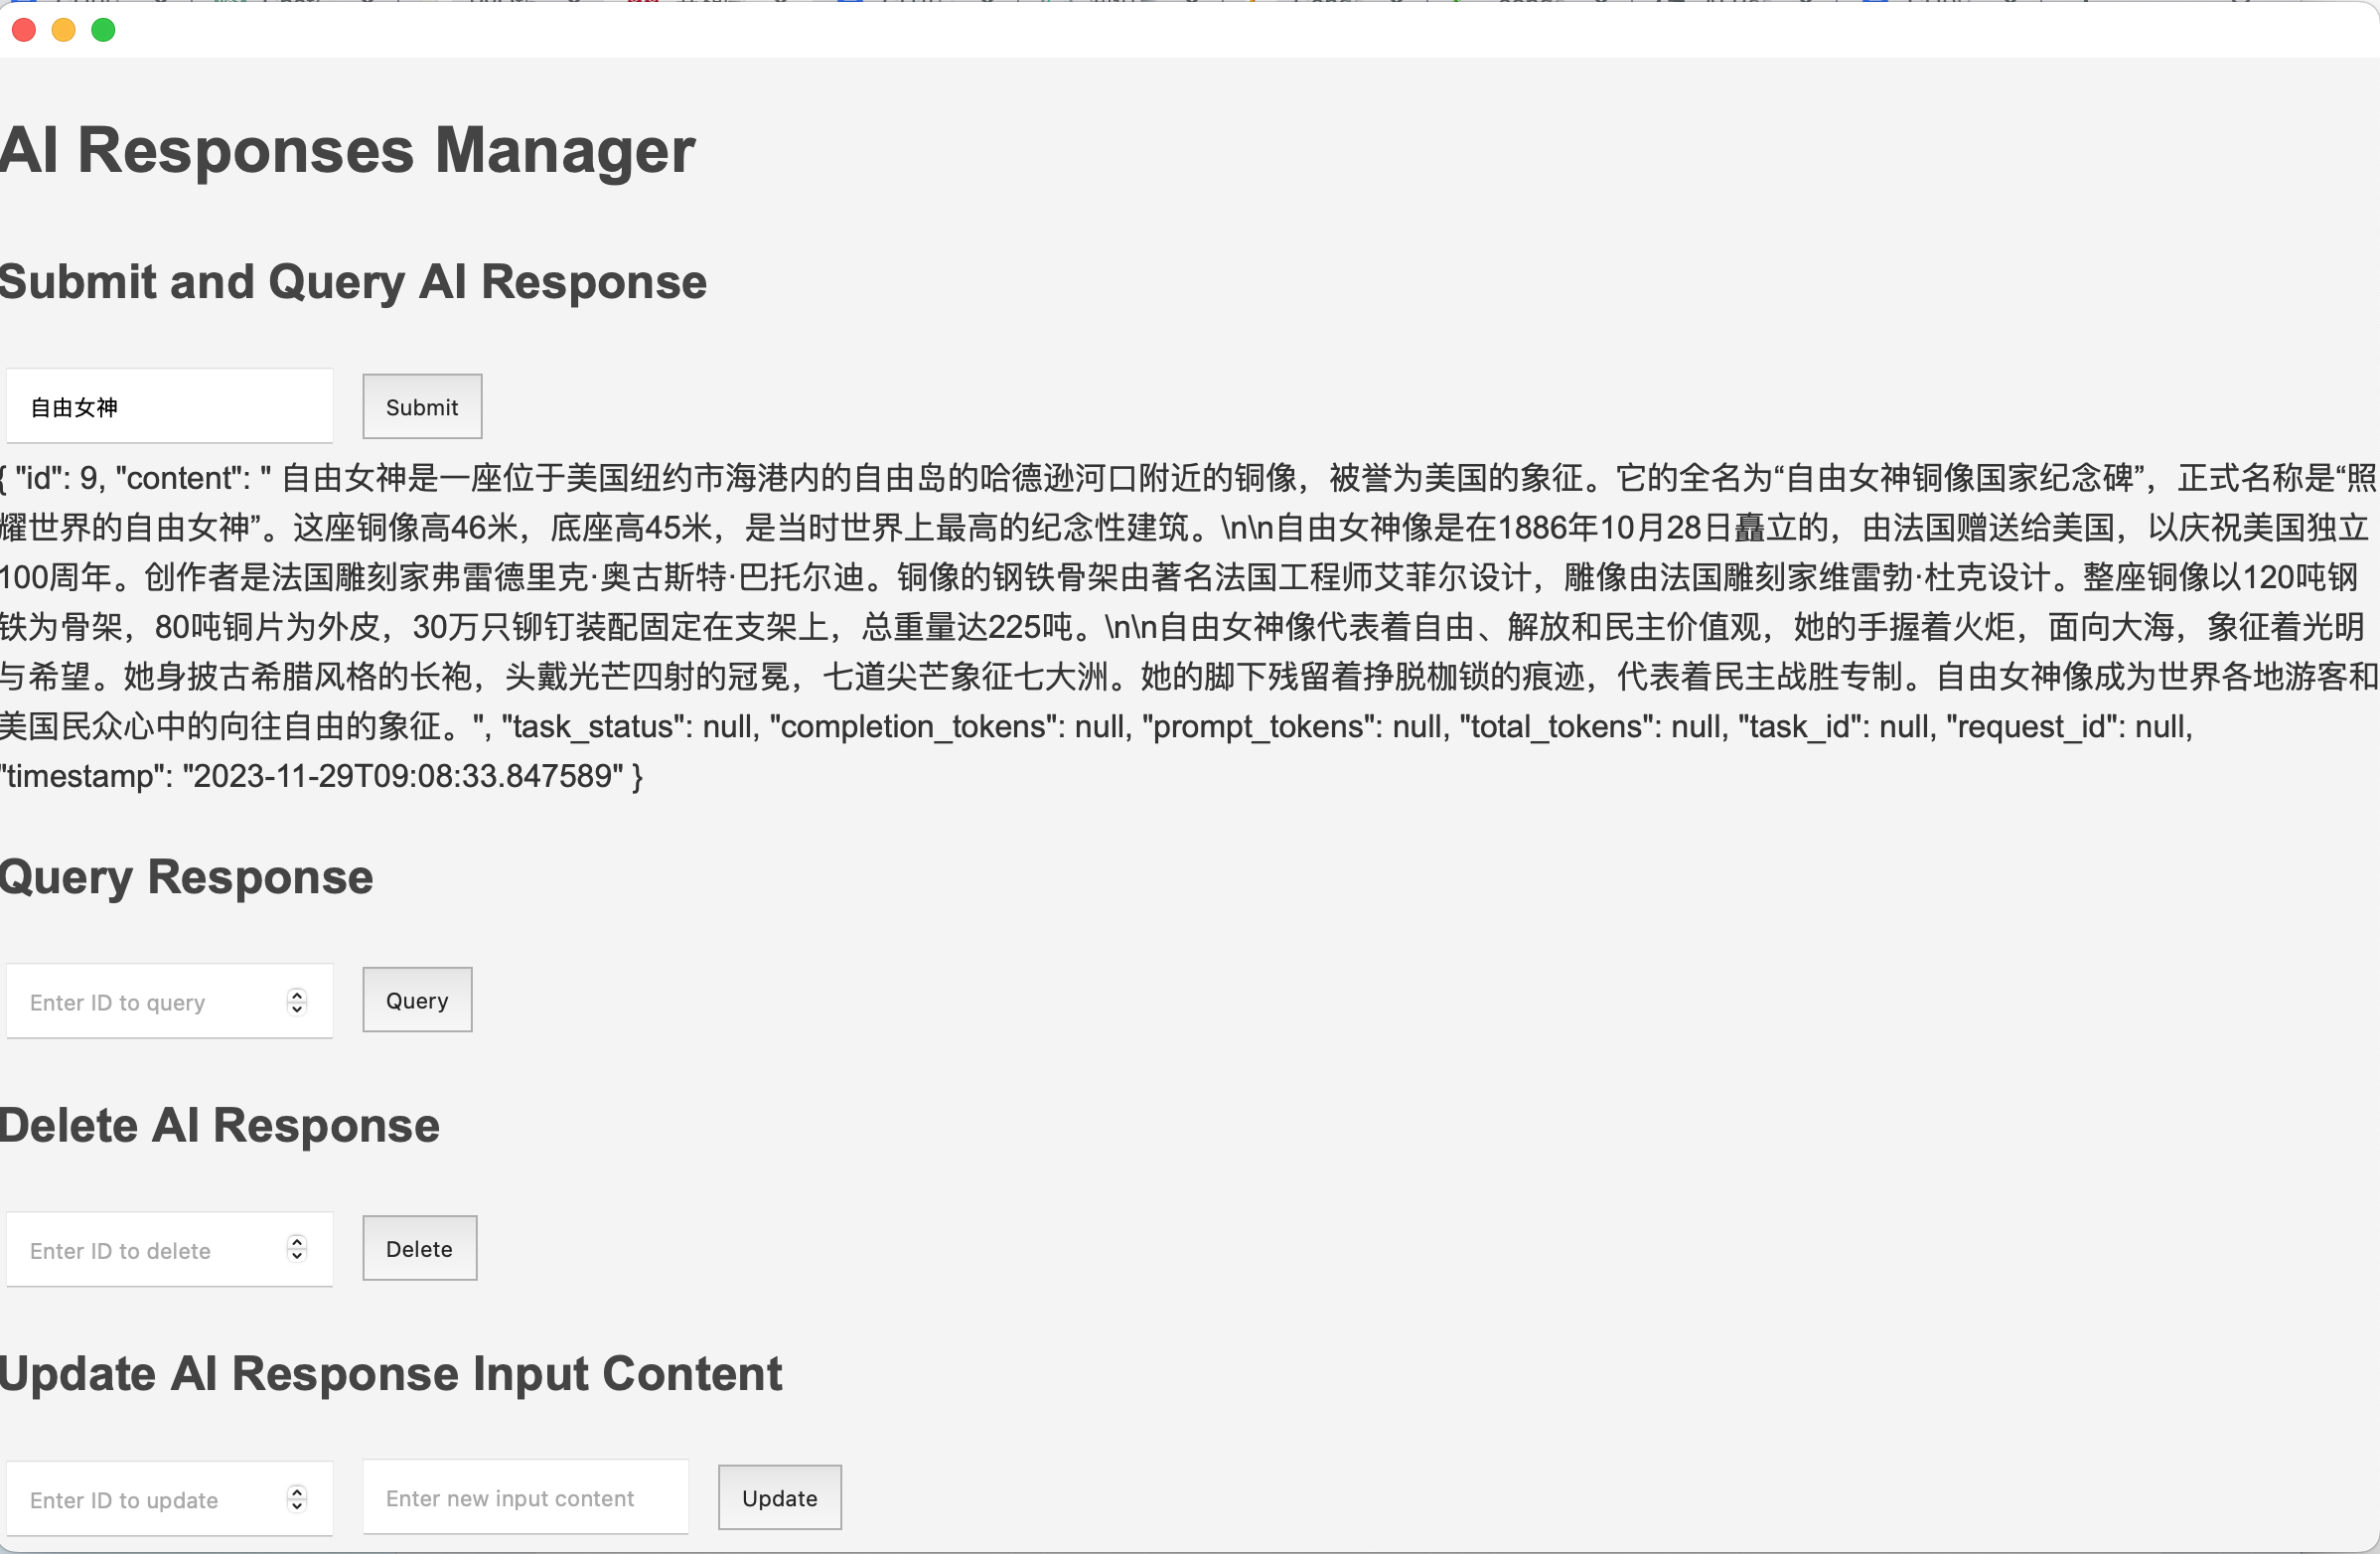 AI Responses Manager
Submit and Query AI Response
自由女神 Submit
{ "id": 9, "content": " 自由女神是一座位于美国纽约市海港内的自由岛的哈德逊河口附近的铜像，被誉为美国的象征。它的全名为“自由女神铜像国家纪念碑”，正式名称是“照
耀世界的自由女神”。这座铜像高46米，底座高45米，是当时世界上最高的纪念性建筑。\n\n自由女神像是在1886年10月28日矗立的，由法国赠送给美国，以庆祝美国独立
100周年。创作者是法国雕刻家弗雷德里克·奥古斯特·巴托尔迪。铜像的钢铁骨架由著名法国工程师艾菲尔设计，雕像由法国雕刻家维雷勃·杜克设计。整座铜像以120吨钢
铁为骨架，80吨铜片为外皮，30万只铆钉装配固定在支架上，总重量达225吨。\n\n自由女神像代表着自由、解放和民主价值观，她的手握着火炬，面向大海，象征着光明
与希望。她身披古希腊风格的长袍，头戴光芒四射的冠冕，七道尖芒象征七大洲。她的脚下残留着挣脱枷锁的痕迹，代表着民主战胜专制。自由女神像成为世界各地游客和
美国民众心中的向往自由的象征。", "task_status": null, "completion_tokens": null, "prompt_tokens": null, "total_tokens": null, "task_id": null, "request_id": null,
"timestamp": "2023-11-29T09:08:33.847589" }
Query Response
Enter ID to query Query
Delete AI Response
Enter ID to delete Delete
Update AI Response Input Content
Enter ID to update Enter new input content Update